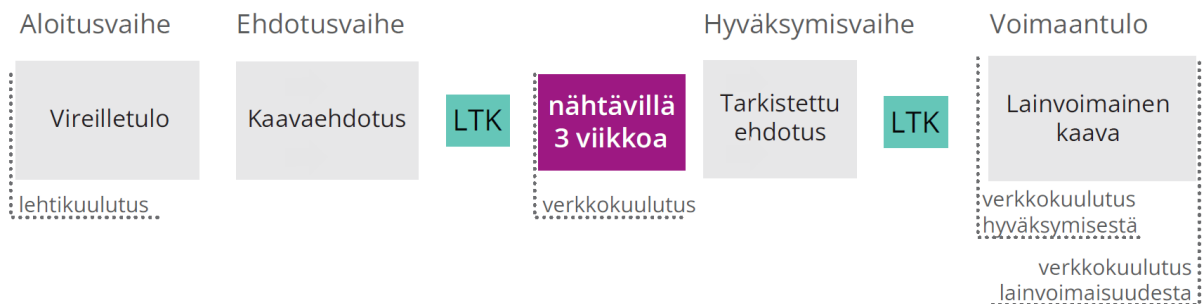 Aloitusvaihe
Ehdotusvaihe
Hyväksymisvaihe
Voimaantulo
Vireilletulo
Kaavaehdotus
LTK
nähtävillä
3 viikkoa
Tarkistettu
ehdotus
LTK
Lainvoimainen
kaava
lehtikuulutus
verkkokuulutus
verkkokuulutus
hyväksymisestä
verkkokuulutus
lainvoimaisuudesta